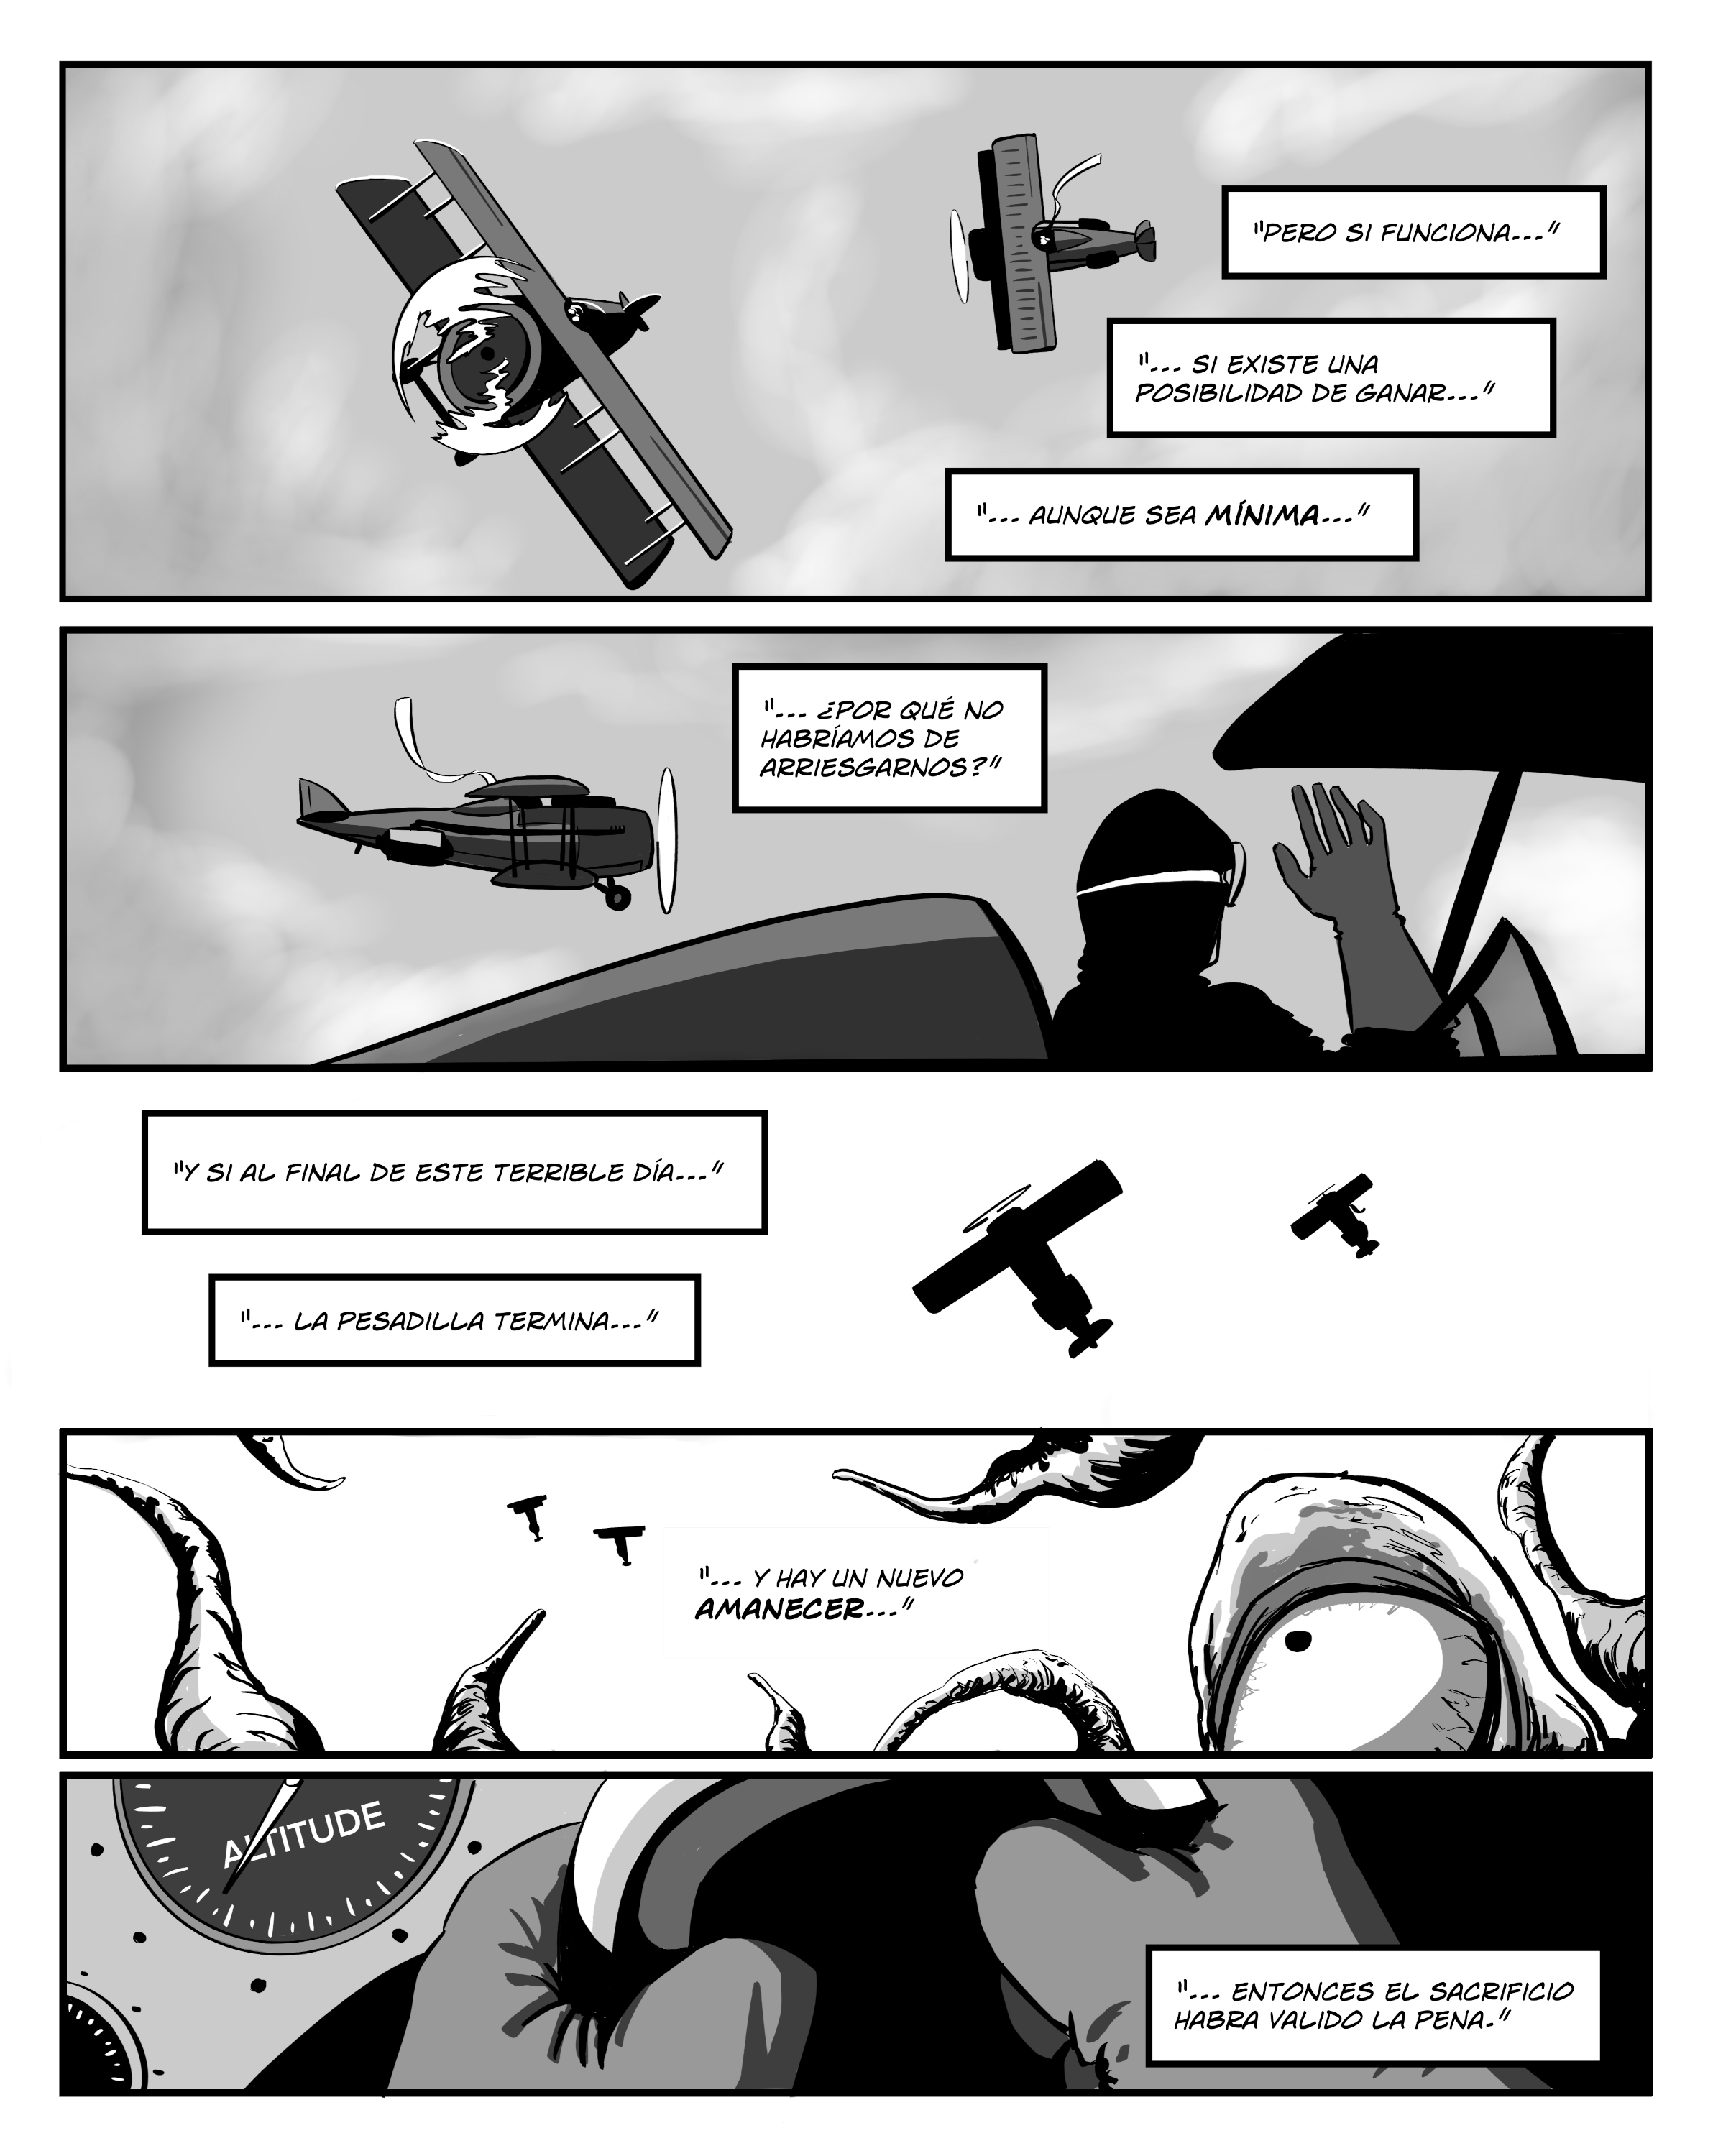 "PERO SI FUNCIONA..."
"... SI EXISTE UNA
POSIBILIDAD DE GANAR..."
"... AUNQUE SEA MÍNIMA..."
"... ¿POR QUÉ NO
HABRÍAMOS DE
ARRIESGARNOS?"
"Y SI AL FINAL DE ESTE TERRIBLE DÍA..."
"... LA PESADILLA TERMINA..."
"... Y HAY UN NUEVO
AMANECER..."
ALTITUDE
"... ENTONCES EL SACRIFICIO
HABRA VALIDO LA PENA."